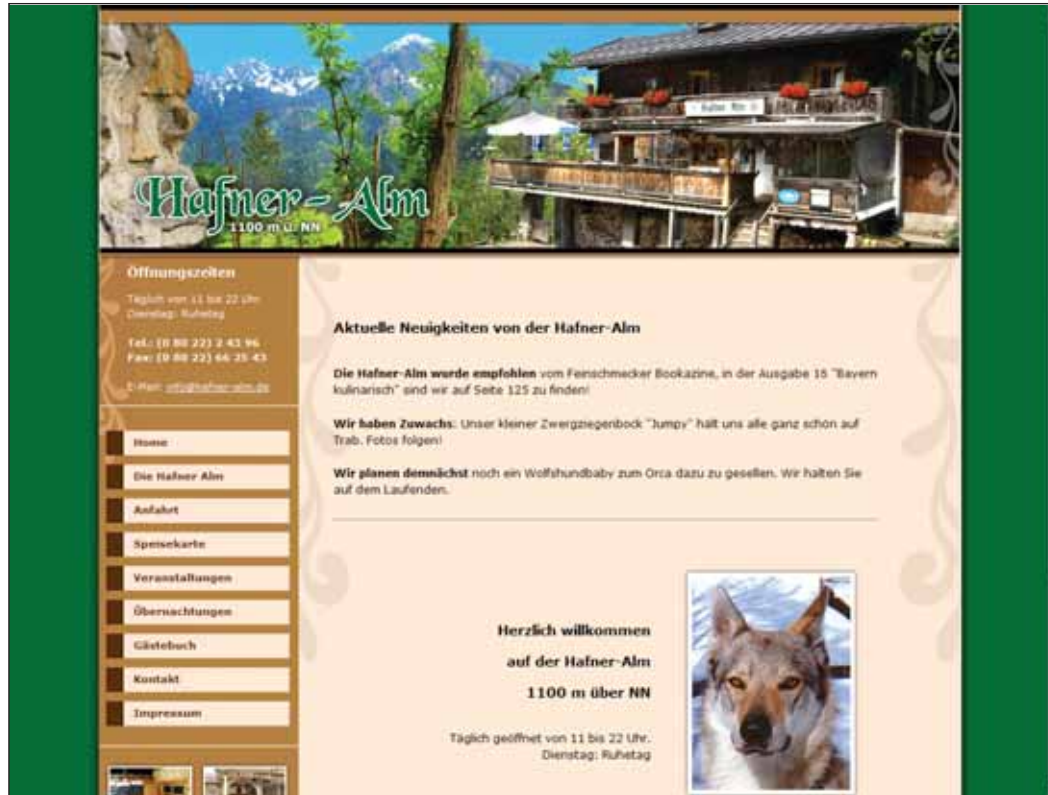 Hafner-Alm
1100 m ü. NN
Hafner Alm
Öffnungszeiten
Täglich von 11 bis 22 Uhr
Dienstag: Ruhetag
Tel.: (0 80 22) 2 43 96
Fax: (0 80 22) 66 25 43
E-Mail: info@hafner-alm.de
Home
Die Hafner Alm
Anfahrt
Speisekarte
Veranstaltungen
Übernachtungen
Gästebuch
Kontakt
Impressum
Aktuelle Neuigkeiten von der Hafner-Alm
Die Hafner-Alm wurde empfohlen vom Feinschmecker Bookazine, in der Ausgabe 18 "Bayern
kulinarisch" sind wir auf Seite 125 zu finden!
Wir haben Zuwachs: Unser kleiner Zwergziegenbock "Jumpy" hält uns alle ganz schön auf
Trab. Fotos folgen!
Wir planen demnächst noch ein Wolfshundbaby zum Orca dazu zu gesellen. Wir halten Sie
auf dem Laufenden.
Herzlich willkommen
auf der Hafner-Alm
1100 m über NN
Täglich geöffnet von 11 bis 22 Uhr.
Dienstag: Ruhetag